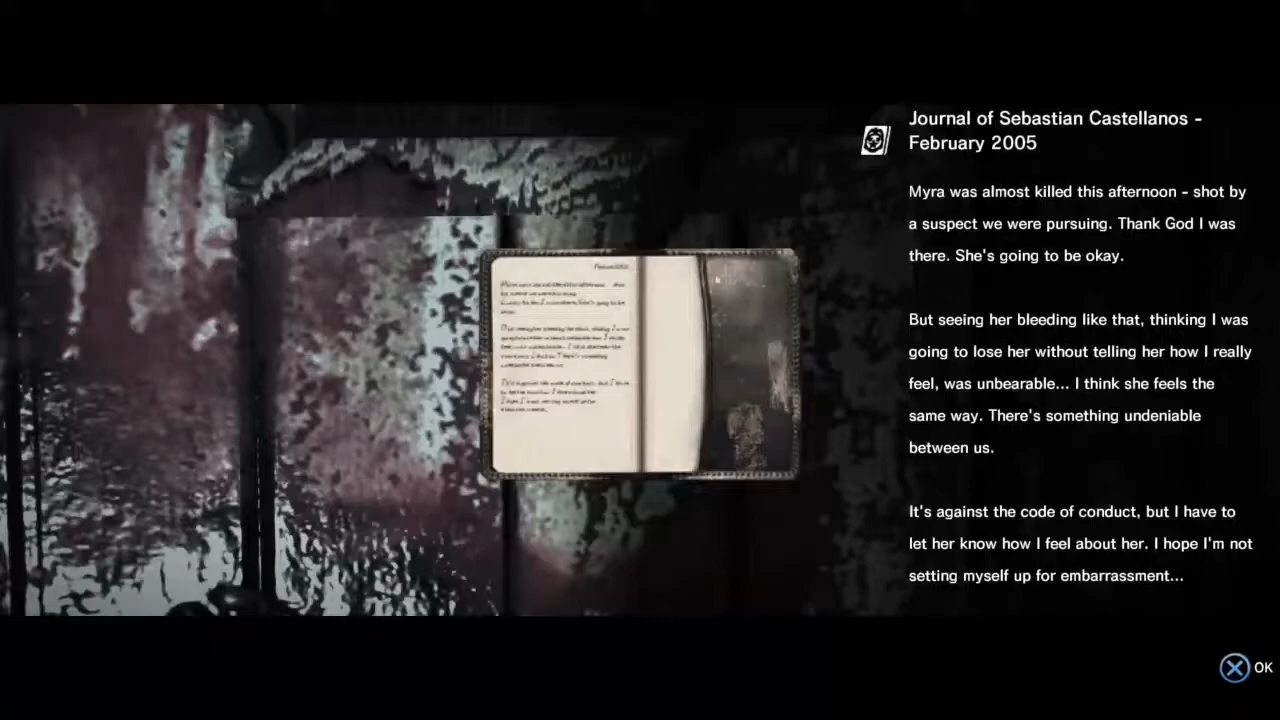 Journal of Sebastian Castellanos -
February 2005
Myra was almost killed this afternoon - shot by
a suspect we were pursuing. Thank God I was
there. She's going to be okay.
But seeing her bleeding like that, thinking I was
going to lose her without telling her how I really
feel, was unbearable... I think she feels the
same way. There's something undeniable
between us.
It's against the code of conduct, but I have to
let her know how I feel about her. I hope I'm not
setting myself up for embarrassment...
OK